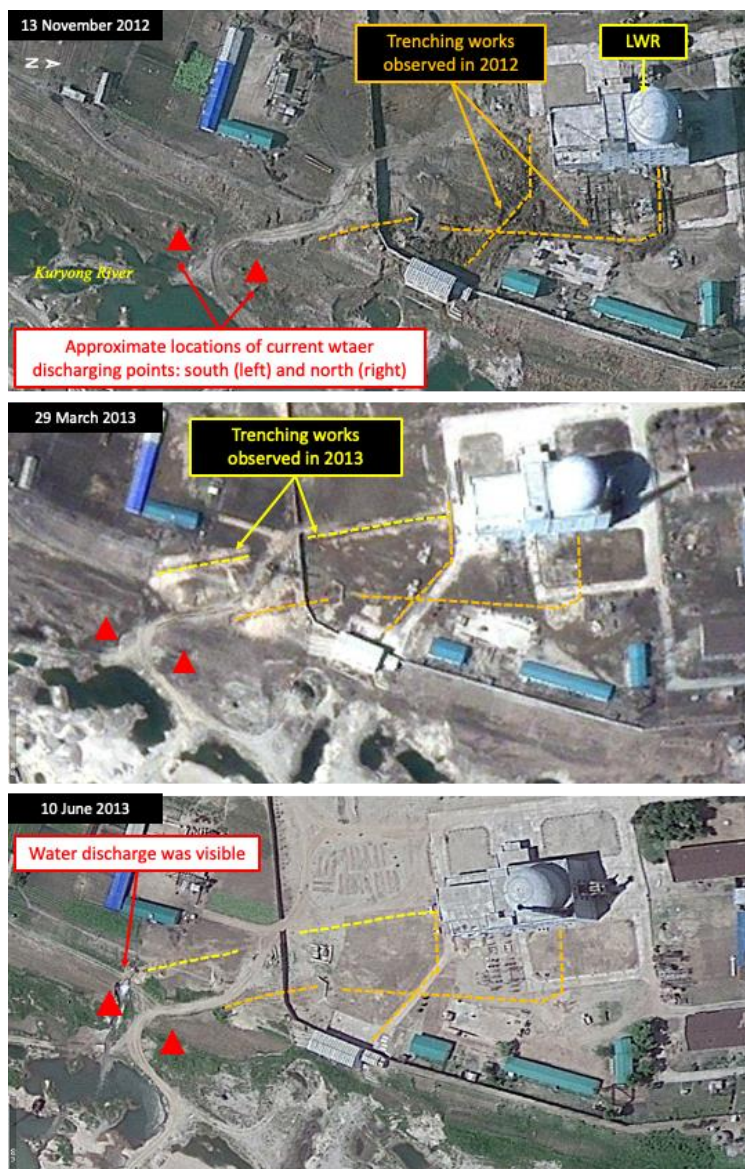 13 November 2012
N
Trenching works
observed in 2012
LWR
Kuryong River
Approximate locations of current wtaer
discharging points: south (left) and north (right)
29 March 2013
Trenching works
observed in 2013
10 June 2013
Water discharge was visible